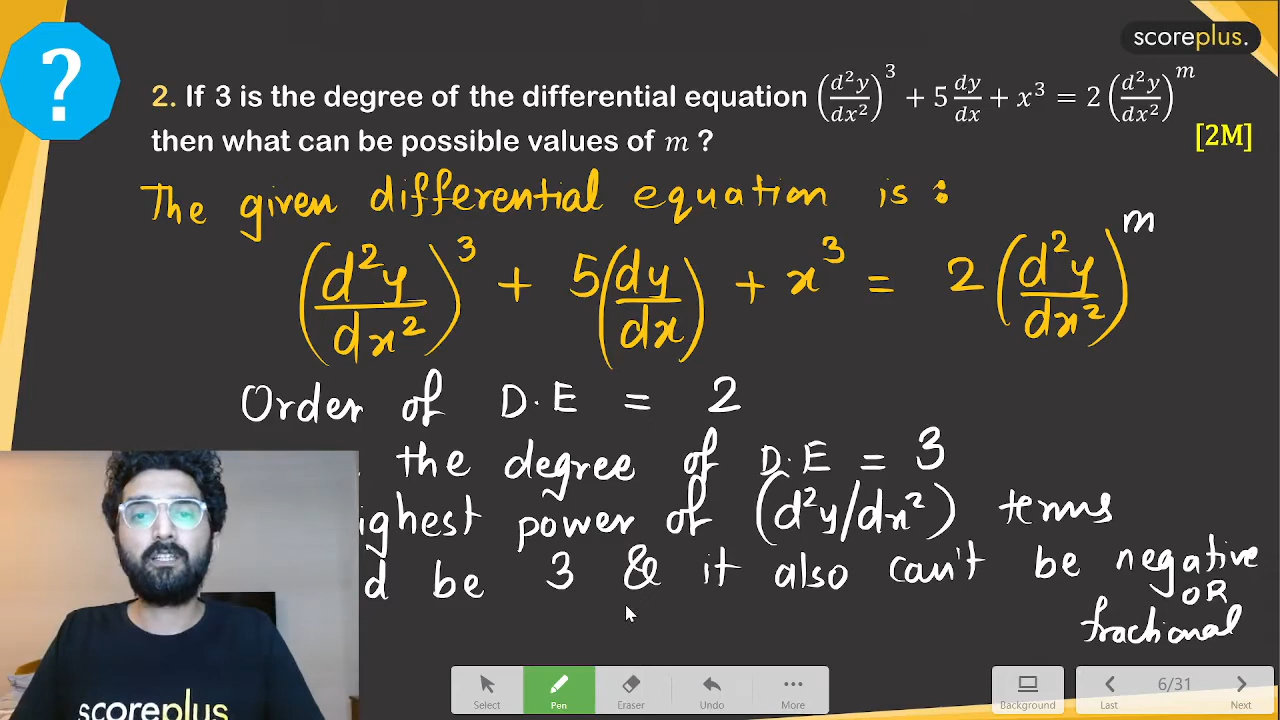 ?
scoreplus.
2. If 3 is the degree of the differential equation (d²y/dx²)³ + 5 dy/dx + x³ = 2 (d²y/dx²)ᵐ
then what can be possible values of m ?
[2M]
The given differential equation is :
(d²y/dx²)³ + 5(dy/dx) + x³ = 2 (d²y/dx²)ᵐ
Order of D.E = 2
the degree of D.E = 3
ighest power of (d²y/dx²) terms
d be 3 & it also can't be negative
OR
fractional
scoreplus
Select
Pen
Eraser
Undo
More
Background
Last
6/31
Next